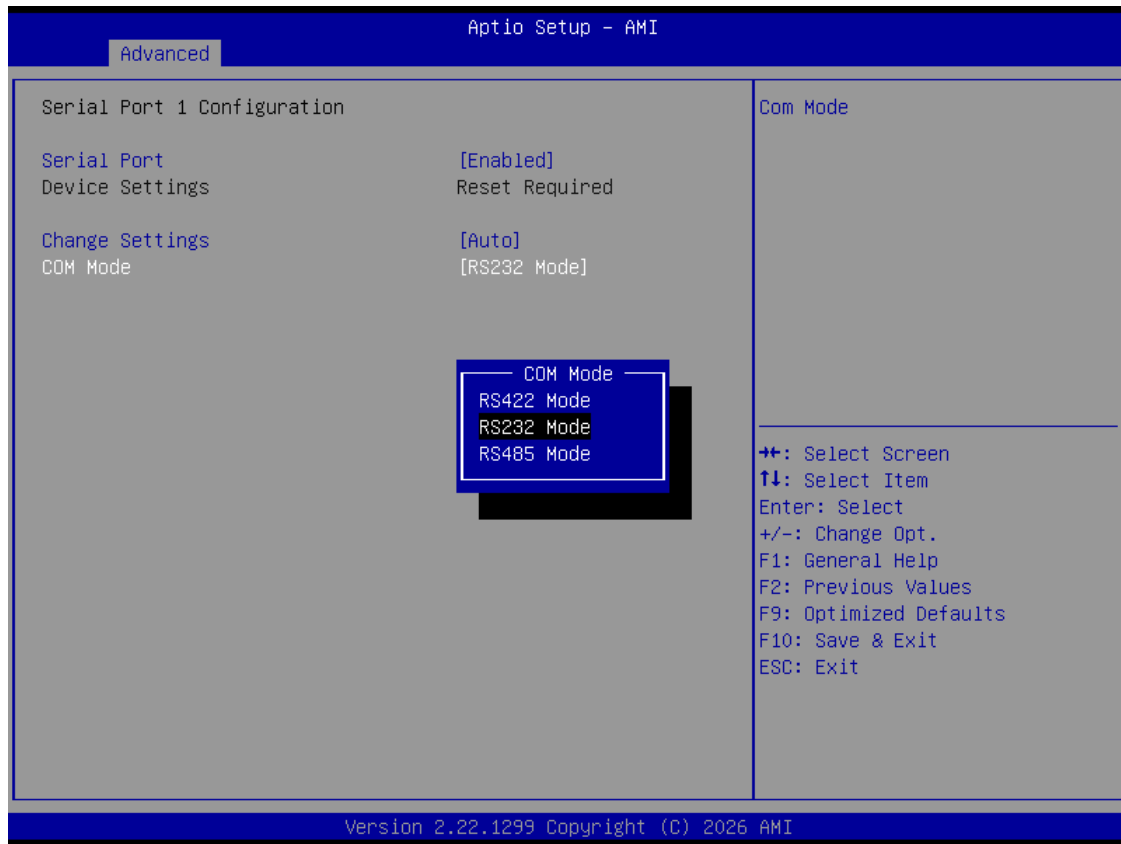 Aptio Setup – AMI
Advanced
Serial Port 1 Configuration
Serial Port [Enabled]
Device Settings Reset Required
Change Settings [Auto]
COM Mode [RS232 Mode]
COM Mode
RS422 Mode
RS232 Mode
RS485 Mode
Com Mode
→←: Select Screen
↑↓: Select Item
Enter: Select
+/-: Change Opt.
F1: General Help
F2: Previous Values
F9: Optimized Defaults
F10: Save & Exit
ESC: Exit
Version 2.22.1299 Copyright (C) 2026 AMI